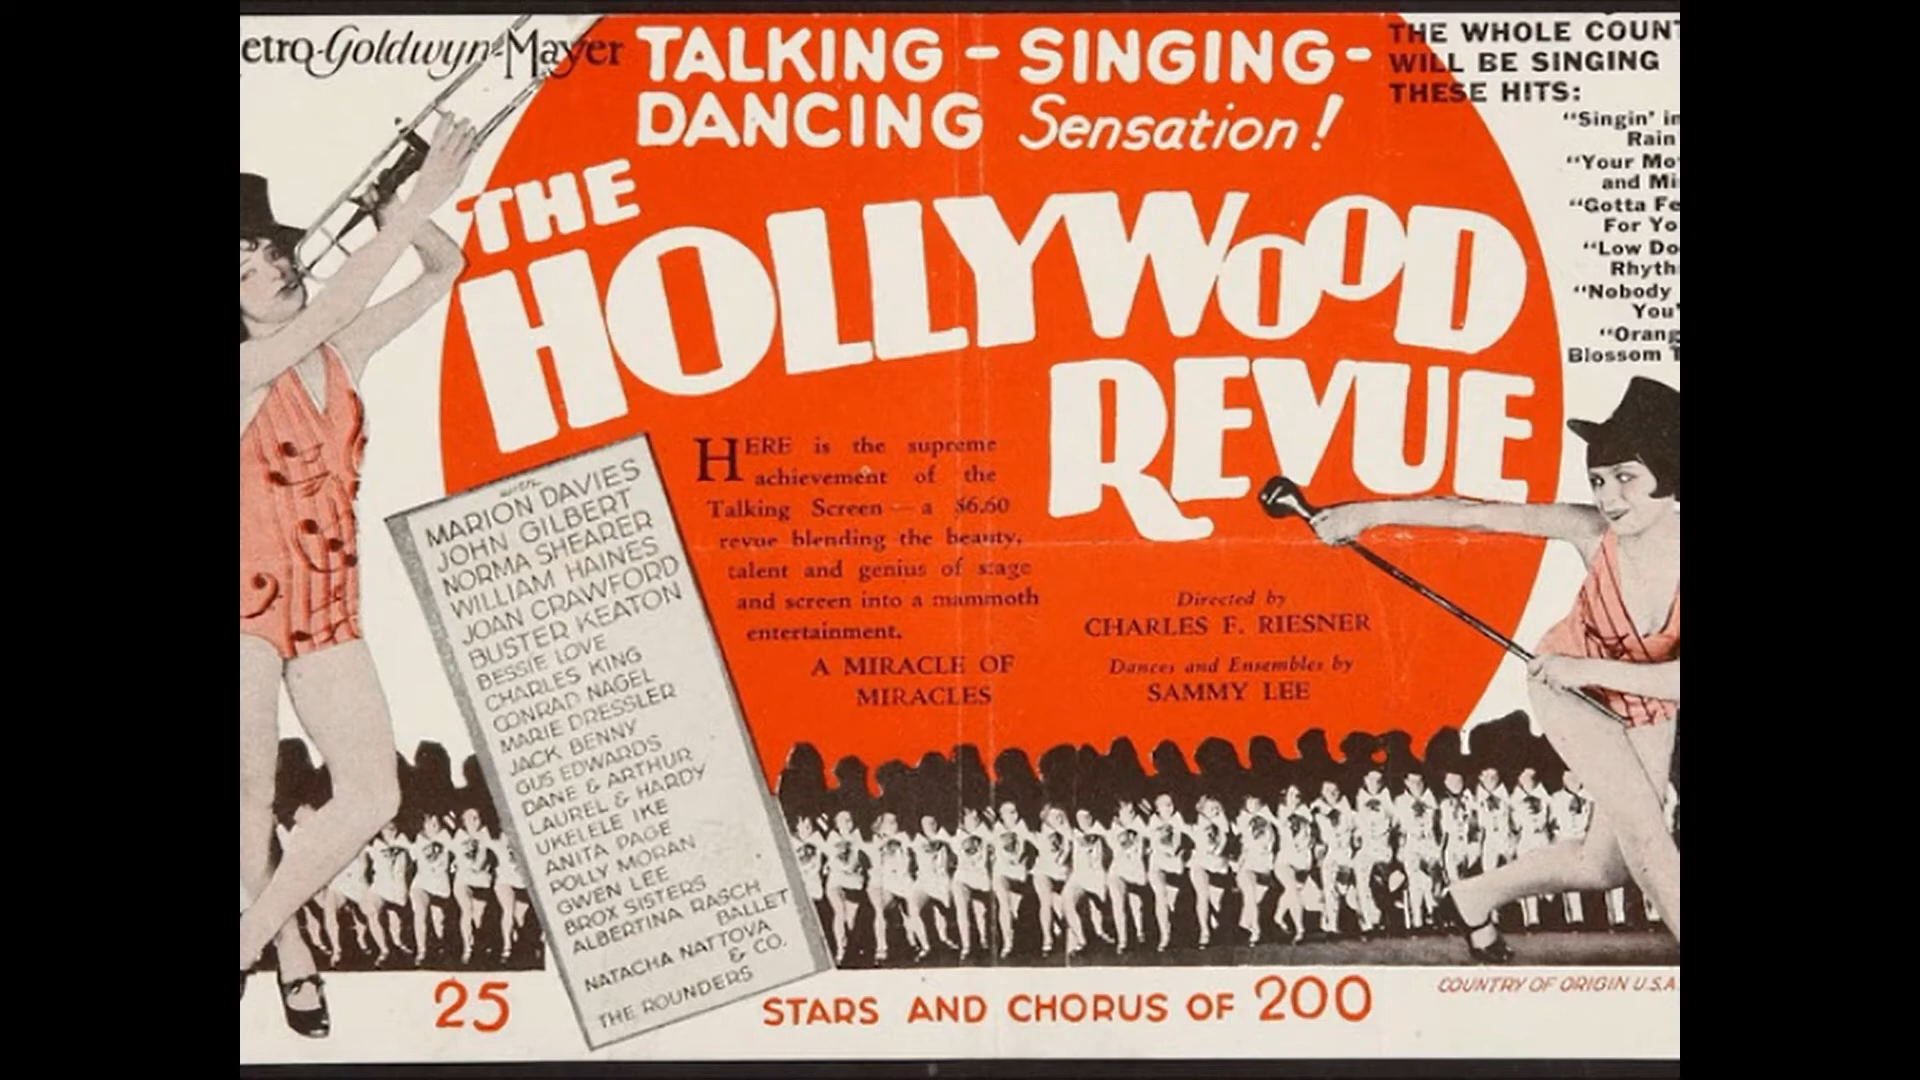 etro-Goldwyn-Mayer
TALKING - SINGING -
DANCING Sensation!
THE
HOLLYWOOD
REVUE
THE WHOLE COUNT
WILL BE SINGING
THESE HITS:
"Singin' in
Rain
"Your Mo
and Mi
"Gotta Fe
For Yo
"Low Do
Rhyth
"Nobody
You'
"Orang
Blossom T
HERE is the supreme
achievement of the
Talking Screen — a $6.60
revue blending the beauty,
talent and genius of stage
and screen into a mammoth
entertainment.
A MIRACLE OF
MIRACLES
Directed by
CHARLES F. RIESNER
Dances and Ensembles by
SAMMY LEE
with
MARION DAVIES
JOHN GILBERT
NORMA SHEARER
WILLIAM HAINES
JOAN CRAWFORD
BUSTER KEATON
BESSIE LOVE
CHARLES KING
CONRAD NAGEL
MARIE DRESSLER
JACK BENNY
GUS EDWARDS
DANE & ARTHUR
LAUREL & HARDY
UKELELE IKE
ANITA PAGE
POLLY MORAN
GWEN LEE
BROX SISTERS
ALBERTINA RASCH
BALLET
NATACHA NATTOVA
& CO.
THE ROUNDERS
25 STARS AND CHORUS OF 200
COUNTRY OF ORIGIN U.S.A.